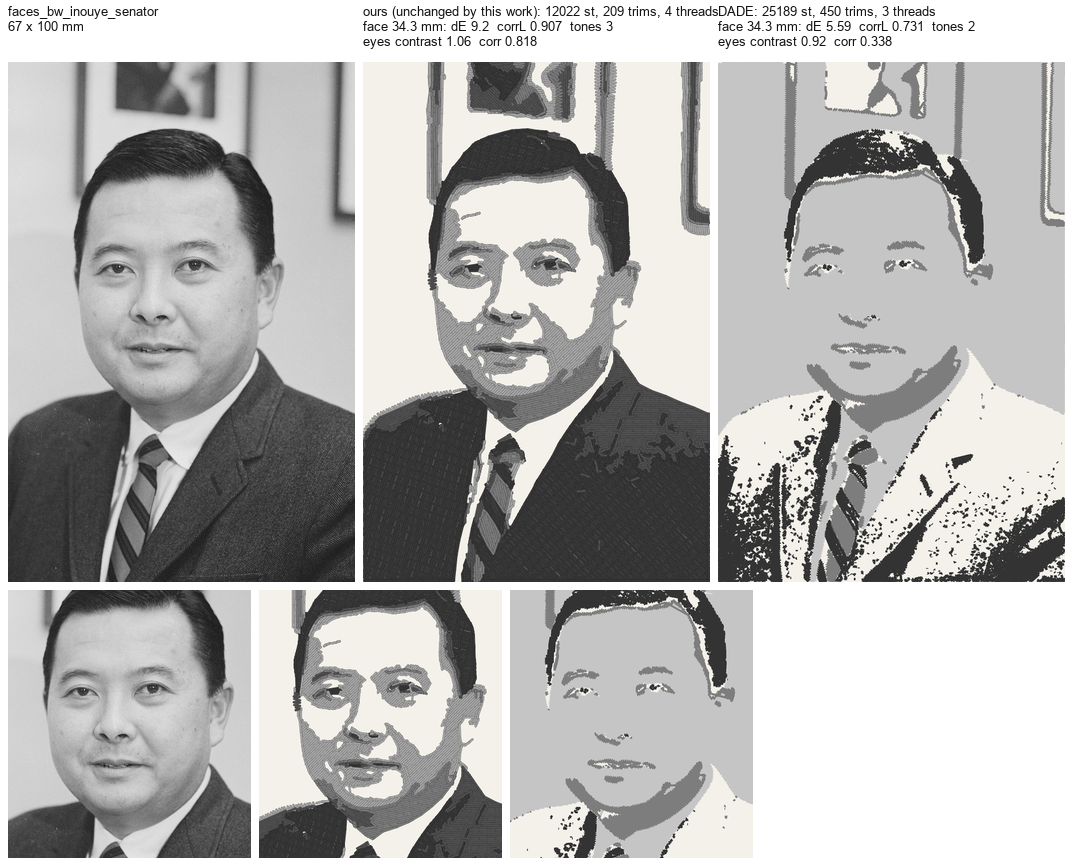 faces_bw_inouye_senator
67 x 100 mm
ours (unchanged by this work): 12022 st, 209 trims, 4 threads
face 34.3 mm: dE 9.2 corrL 0.907 tones 3
eyes contrast 1.06 corr 0.818
DADE: 25189 st, 450 trims, 3 threads
face 34.3 mm: dE 5.59 corrL 0.731 tones 2
eyes contrast 0.92 corr 0.338